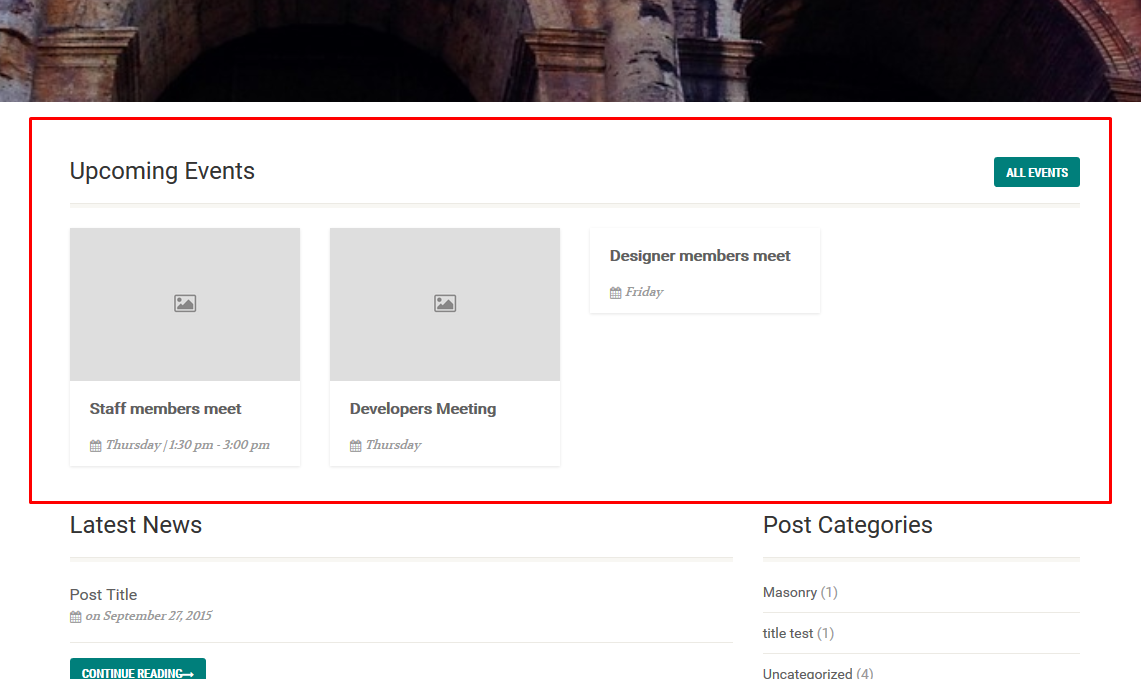 Upcoming Events
ALL EVENTS
Staff members meet
Thursday | 1:30 pm - 3:00 pm
Developers Meeting
Thursday
Designer members meet
Friday
Latest News
Post Title
on September 27, 2015
CONTINUE READING→
Post Categories
Masonry (1)
title test (1)
Uncategorized (4)